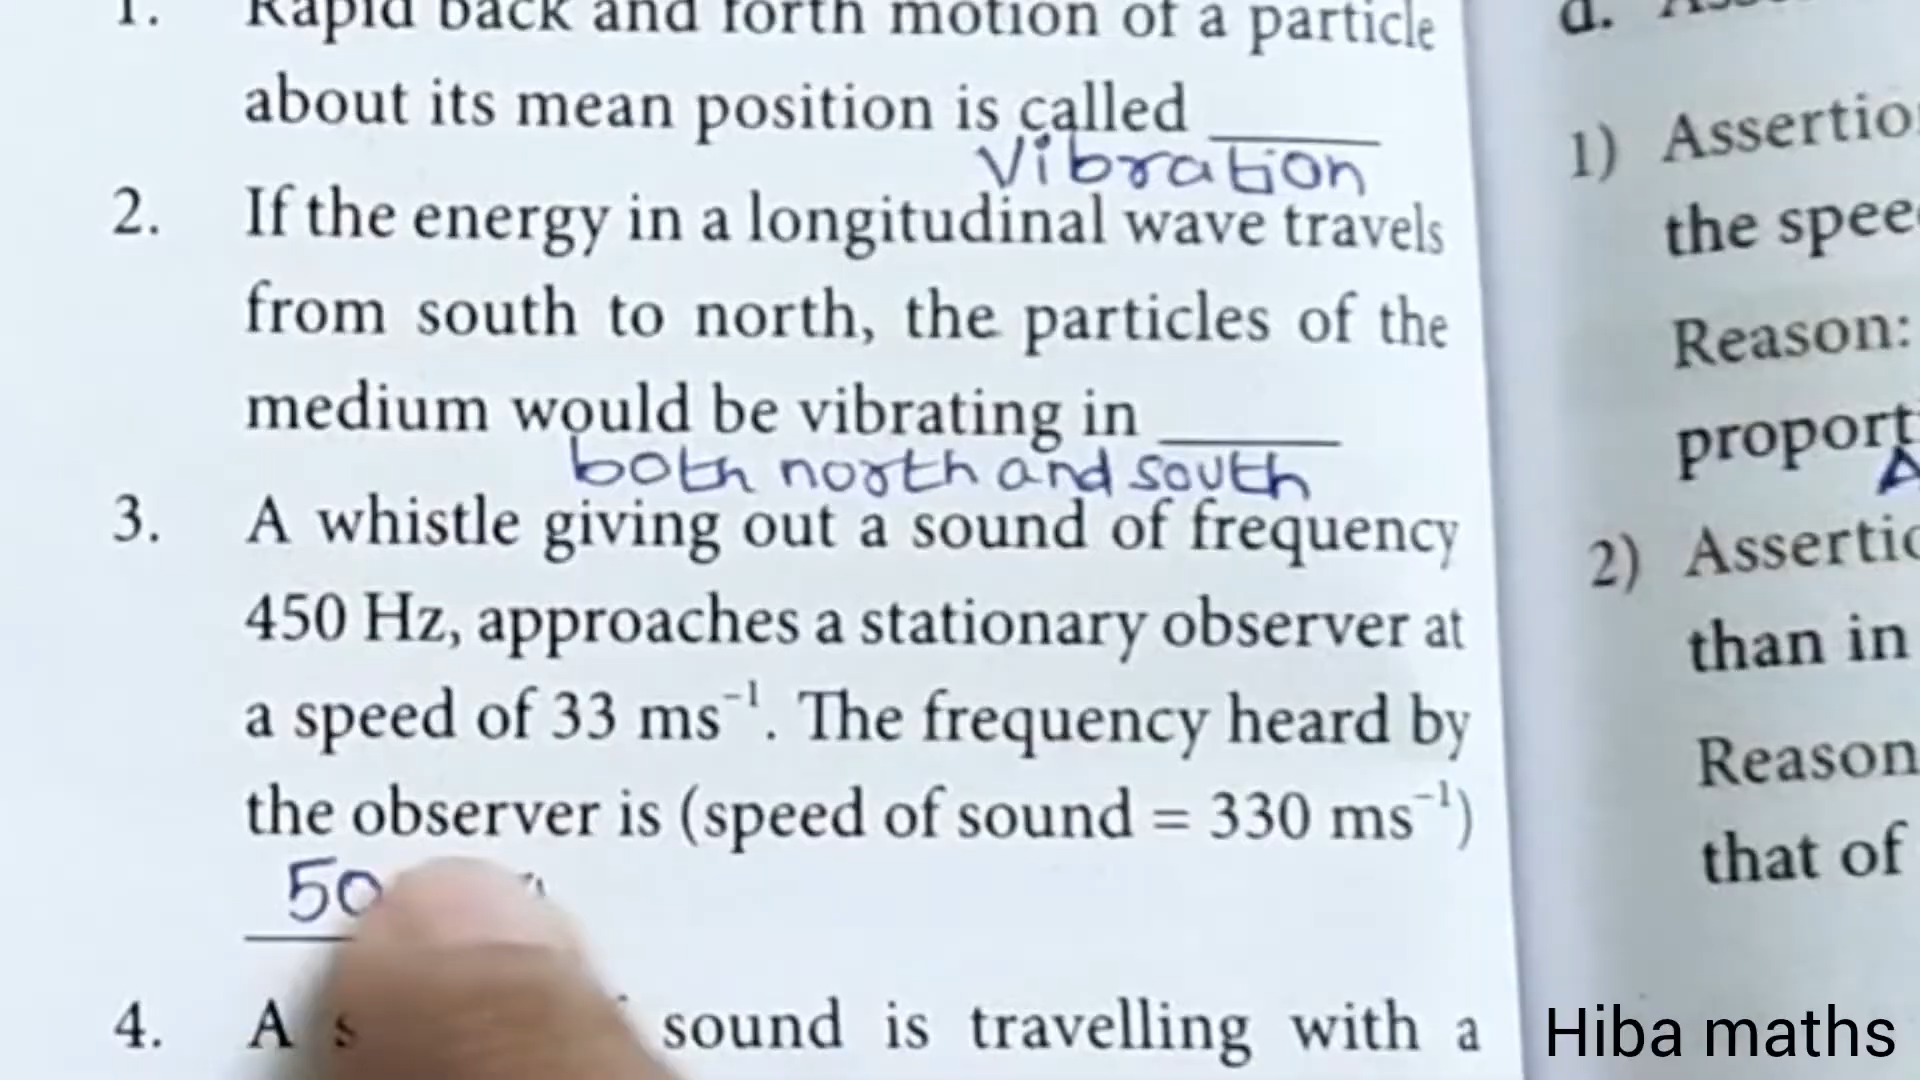 1. Rapid back and forth motion of a particle
about its mean position is called ______
Vibration
2. If the energy in a longitudinal wave travels
from south to north, the particles of the
medium would be vibrating in ______
both north and south
3. A whistle giving out a sound of frequency
450 Hz, approaches a stationary observer at
a speed of 33 ms⁻¹. The frequency heard by
the observer is (speed of sound = 330 ms⁻¹)
50
4. A sound is travelling with a
d.
1)
the
Reason:
2)
than in
Reason
that of
Hiba maths